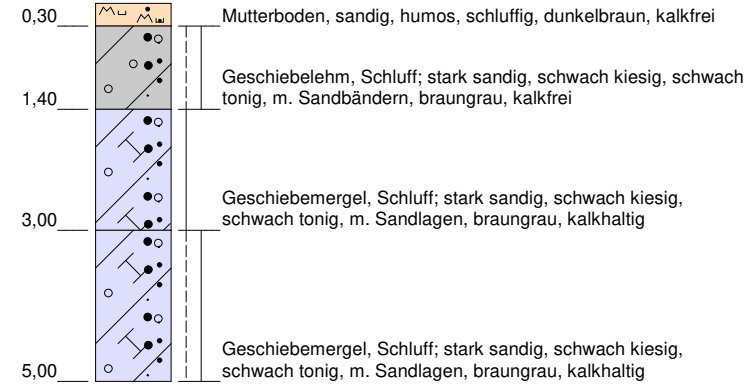 0,30
Mutterboden, sandig, humos, schluffig, dunkelbraun, kalkfrei
Geschiebelehm, Schluff; stark sandig, schwach kiesig, schwach
tonig, m. Sandbändern, braungrau, kalkfrei
1,40
Geschiebemergel, Schluff; stark sandig, schwach kiesig,
schwach tonig, m. Sandlagen, braungrau, kalkhaltig
3,00
Geschiebemergel, Schluff; stark sandig, schwach kiesig,
schwach tonig, m. Sandlagen, braungrau, kalkhaltig
5,00